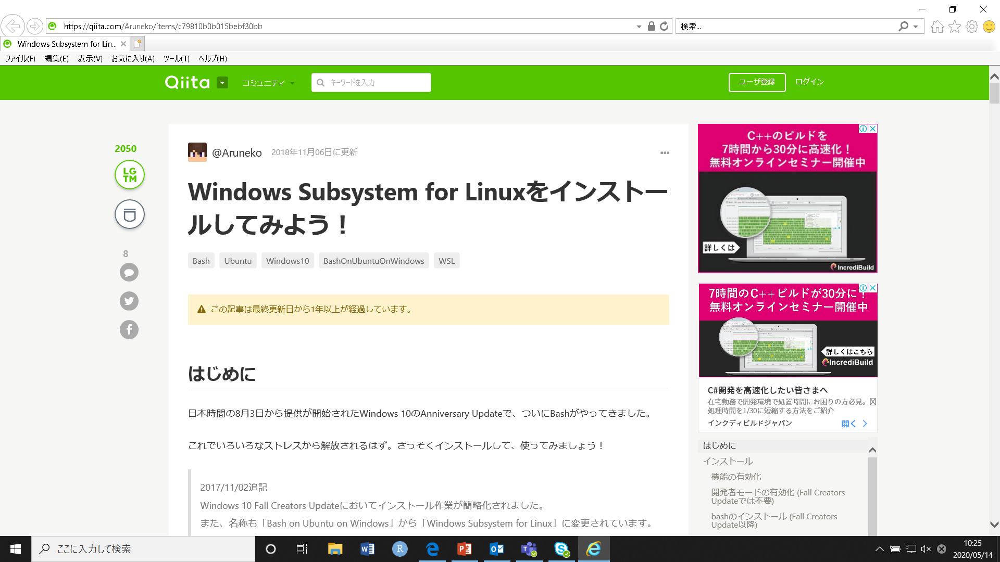 https://qiita.com/Aruneko/items/c79810b0b015bebf30bb
検索...
Windows Subsystem for Lin...
ファイル(F) 編集(E) 表示(V) お気に入り(A) ツール(T) ヘルプ(H)
Qiita コミュニティ キーワードを入力 ユーザ登録 ログイン
2050
LG
TM
8
@Aruneko 2018年11月06日に更新
Windows Subsystem for Linuxをインストー
ルしてみよう！
Bash Ubuntu Windows10 BashOnUbuntuOnWindows WSL
この記事は最終更新日から1年以上が経過しています。
はじめに
日本時間の8月3日から提供が開始されたWindows 10のAnniversary Updateで、ついにBashがやってきました。
これでいろいろなストレスから解放されるはず。さっそくインストールして、使ってみましょう！
2017/11/02追記
Windows 10 Fall Creators Updateにおいてインストール作業が簡略化されました。
また、名称も「Bash on Ubuntu on Windows」から「Windows Subsystem for Linux」に変更されています。
C++のビルドを
7時間から30分に高速化！
無料オンラインセミナー開催中
詳しくは
IncrediBuild
7時間のC++ビルドが30分に！
無料オンラインセミナー開催中
詳しくはこちら
IncrediBuild
C#開発を高速化したい皆さまへ
在宅勤務で開発環境で処置時間にお困りの方必見。
処理時間を1/30に短縮する方法をご紹介
インクディビルドジャパン 開く
はじめに
インストール
機能の有効化
開発者モードの有効化 (Fall Creators
Updateでは不要)
bashのインストール (Fall Creators
Update以降)
ここに入力して検索
10:25
2020/05/14